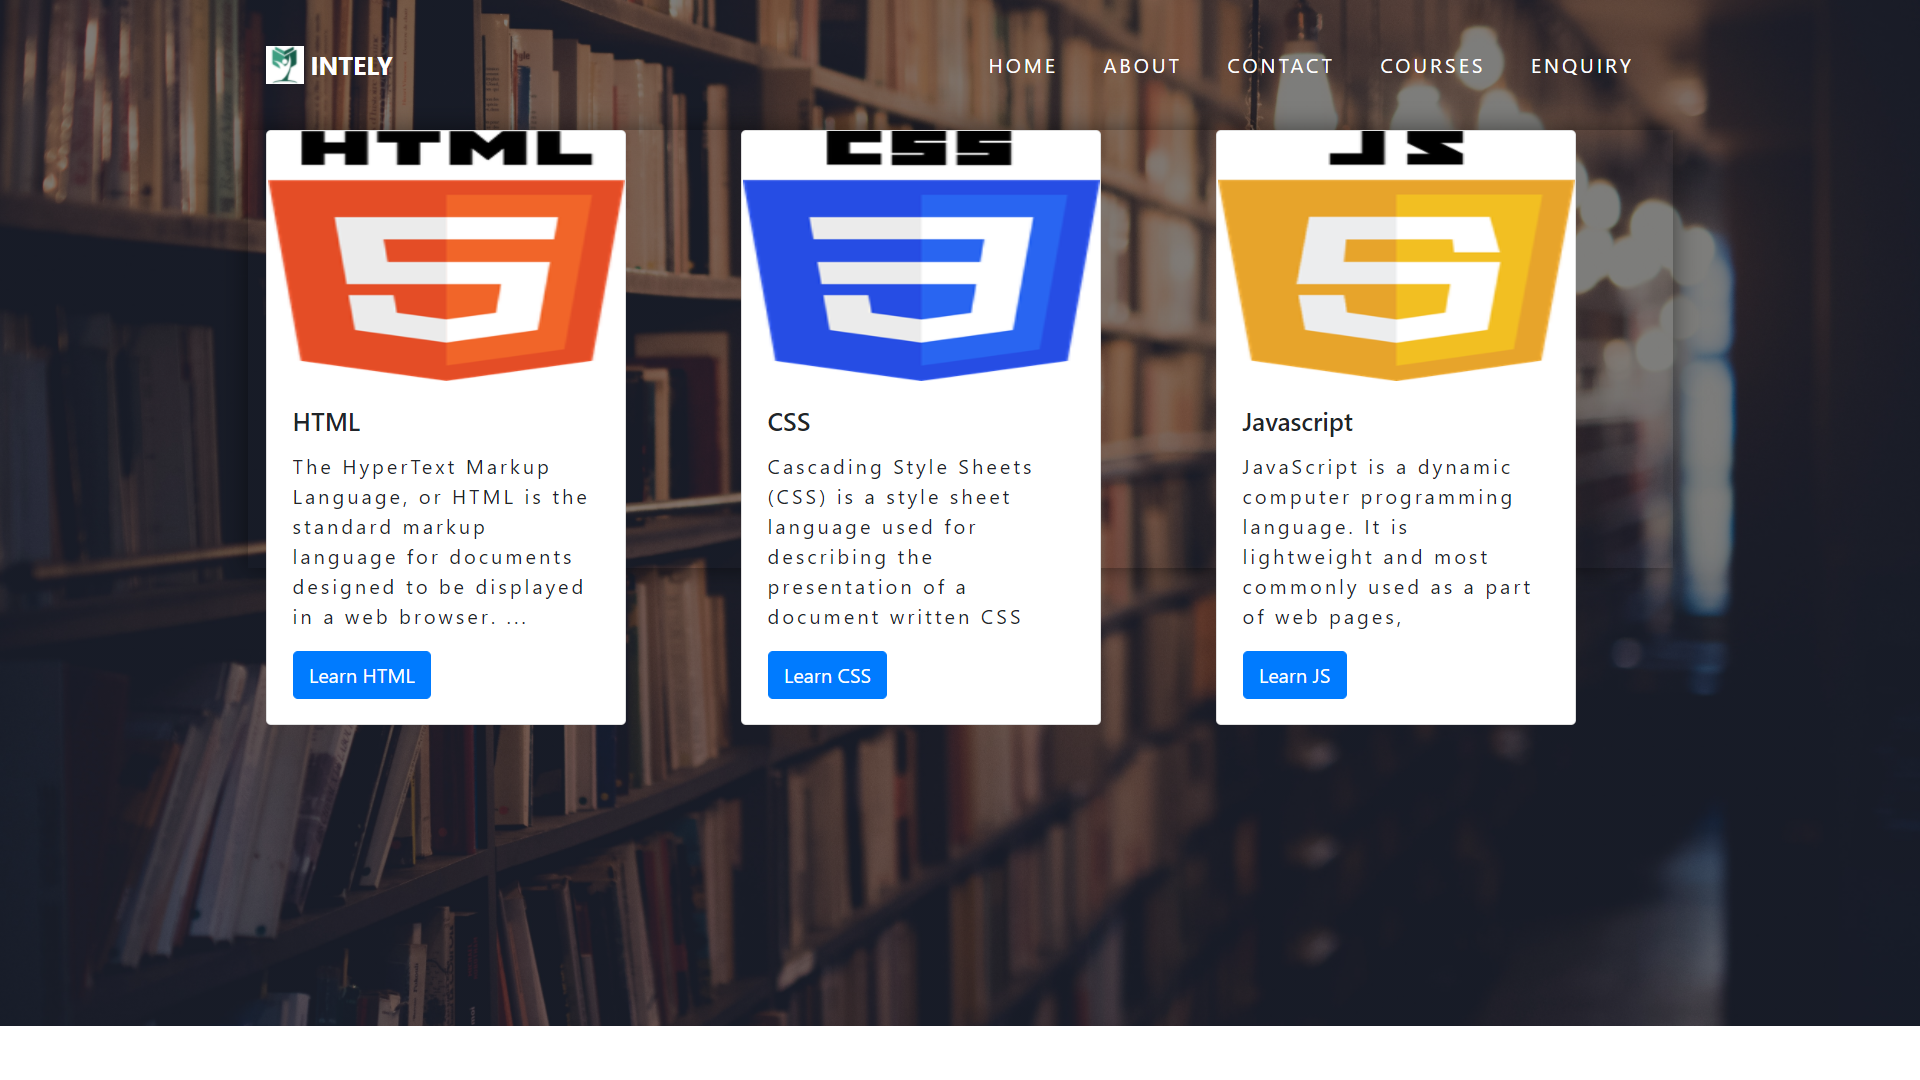 INTELY
HOME ABOUT CONTACT COURSES ENQUIRY
HTML
5
HTML
The HyperText Markup
Language, or HTML is the
standard markup
language for documents
designed to be displayed
in a web browser. ...
Learn HTML
CSS
3
CSS
Cascading Style Sheets
(CSS) is a style sheet
language used for
describing the
presentation of a
document written CSS
Learn CSS
JS
5
Javascript
JavaScript is a dynamic
computer programming
language. It is
lightweight and most
commonly used as a part
of web pages,
Learn JS